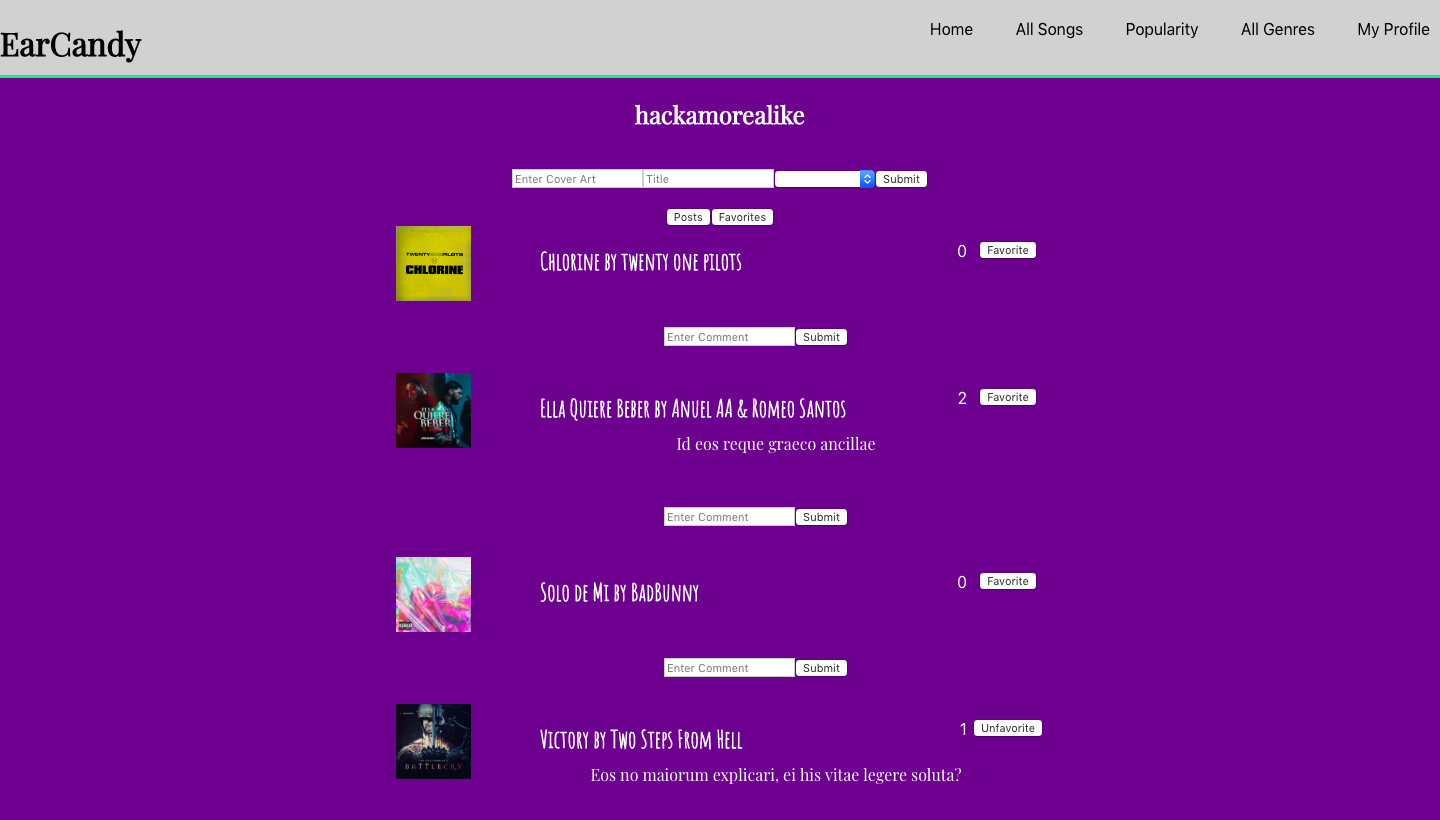 EarCandy
Home All Songs Popularity All Genres My Profile
hackamorealike
Enter Cover Art Title Submit
Posts Favorites
TWENTY ONE PILOTS
CHLORINE
Chlorine by twenty one pilots
0 Favorite
Enter Comment Submit
ELLA
QUIERE
BEBER
Ella Quiere Beber by Anuel AA & Romeo Santos
2 Favorite
Id eos reque graeco ancillae
Enter Comment Submit
Solo de Mi by BadBunny
0 Favorite
Enter Comment Submit
BATTLECRY
Victory by Two Steps From Hell
1 Unfavorite
Eos no maiorum explicari, ei his vitae legere soluta?